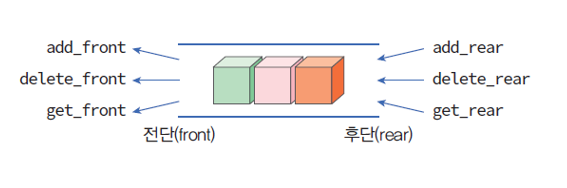 add_front
delete_front
get_front
전단(front)
add_rear
delete_rear
get_rear
후단(rear)